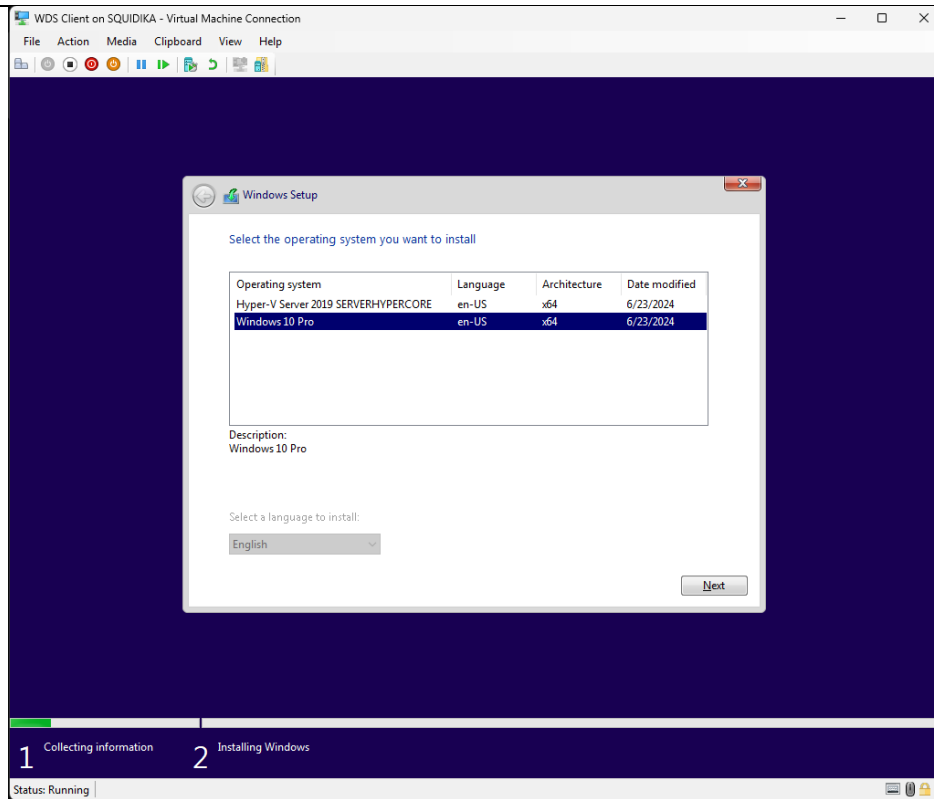 WDS Client on SQUIDIKA - Virtual Machine Connection
File Action Media Clipboard View Help
Windows Setup
Select the operating system you want to install
Operating system Language Architecture Date modified
Hyper-V Server 2019 SERVERHYPERCORE en-US x64 6/23/2024
Windows 10 Pro en-US x64 6/23/2024
Description:
Windows 10 Pro
Select a language to install:
English
Next
1 Collecting information 2 Installing Windows
Status: Running